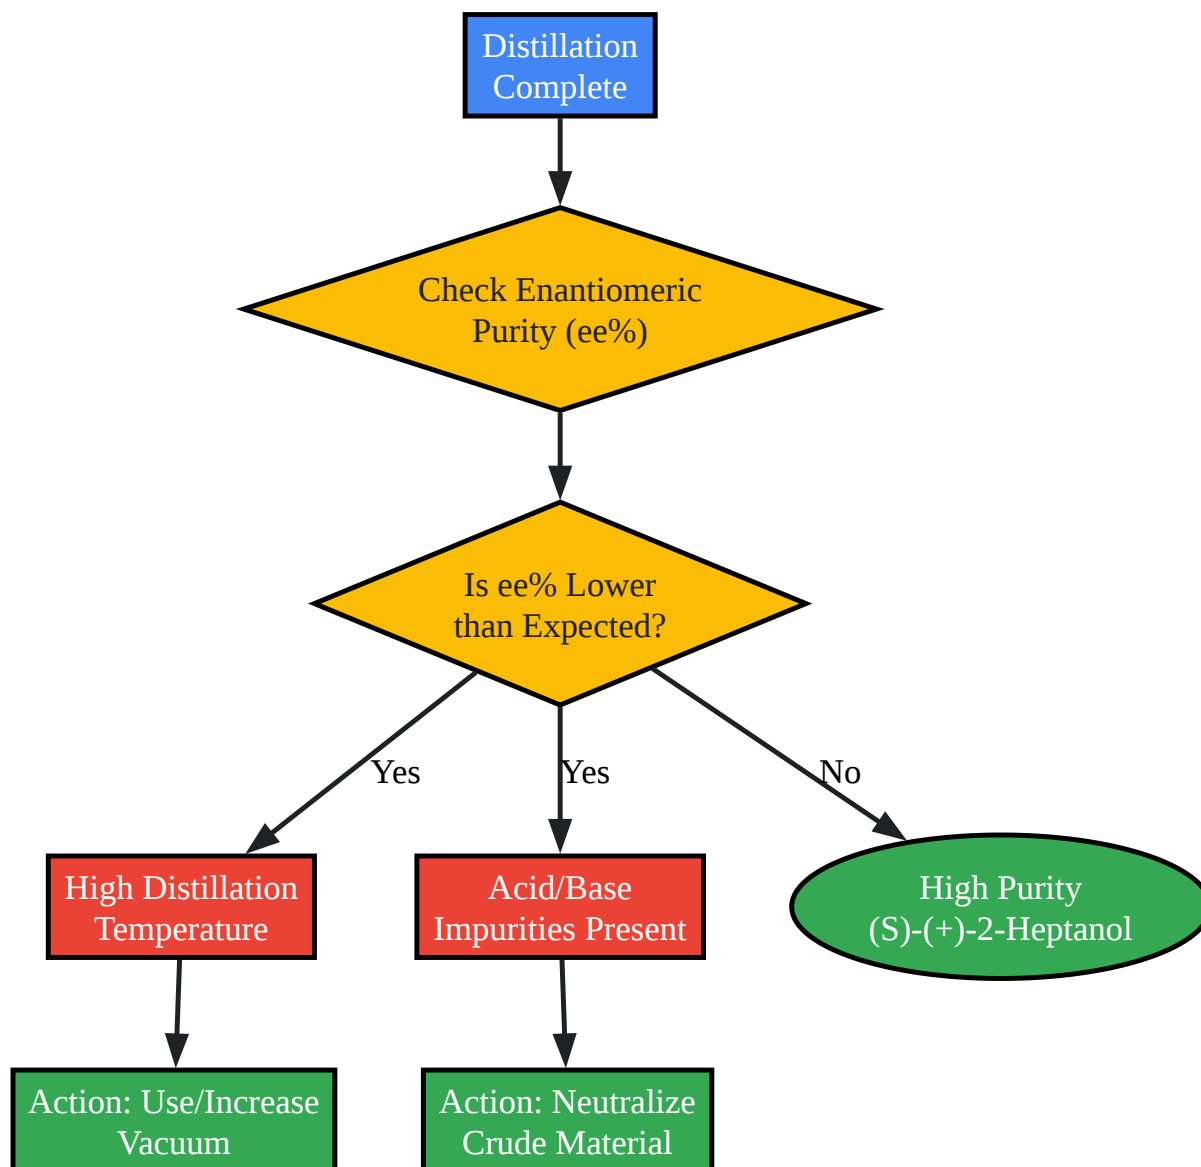 Distillation
Complete
Check Enantiomeric
Purity (ee%)
Is ee% Lower
than Expected?
Yes
Yes
No
High Distillation
Temperature
Acid/Base
Impurities Present
High Purity
(S)-(+)-2-Heptanol
Action: Use/Increase
Vacuum
Action: Neutralize
Crude Material